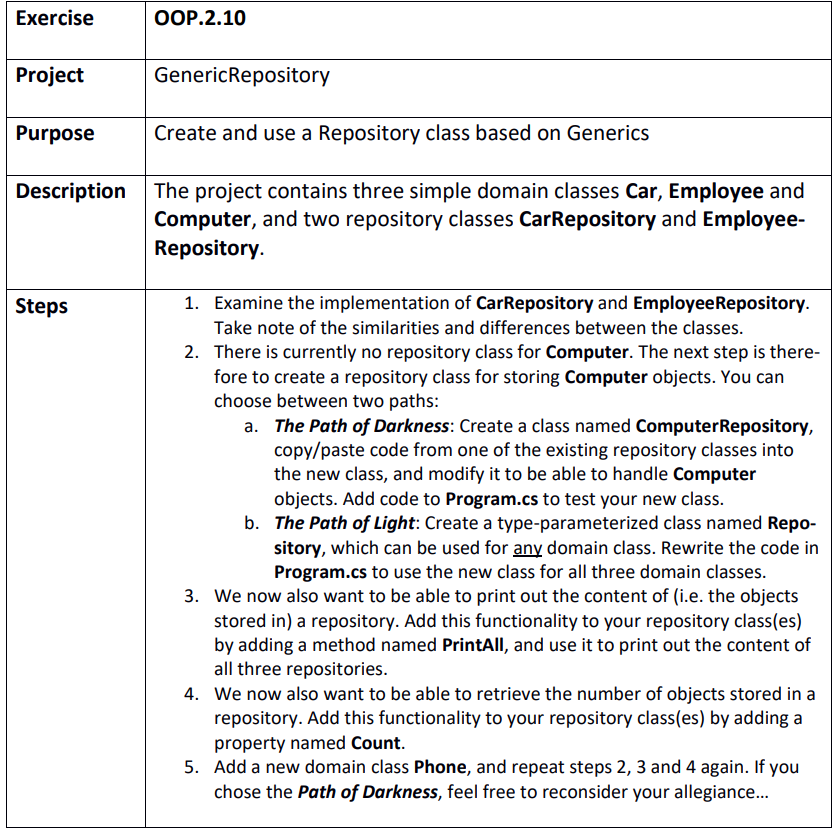 Exercise OOP.2.10
Project GenericRepository
Purpose Create and use a Repository class based on Generics
Description The project contains three simple domain classes Car, Employee and
Computer, and two repository classes CarRepository and Employee-
Repository.
Steps 1. Examine the implementation of CarRepository and EmployeeRepository.
Take note of the similarities and differences between the classes.
2. There is currently no repository class for Computer. The next step is there-
fore to create a repository class for storing Computer objects. You can
choose between two paths:
a. The Path of Darkness: Create a class named ComputerRepository,
copy/paste code from one of the existing repository classes into
the new class, and modify it to be able to handle Computer
objects. Add code to Program.cs to test your new class.
b. The Path of Light: Create a type-parameterized class named Repo-
sitory, which can be used for any domain class. Rewrite the code in
Program.cs to use the new class for all three domain classes.
3. We now also want to be able to print out the content of (i.e. the objects
stored in) a repository. Add this functionality to your repository class(es)
by adding a method named PrintAll, and use it to print out the content of
all three repositories.
4. We now also want to be able to retrieve the number of objects stored in a
repository. Add this functionality to your repository class(es) by adding a
property named Count.
5. Add a new domain class Phone, and repeat steps 2, 3 and 4 again. If you
chose the Path of Darkness, feel free to reconsider your allegiance…